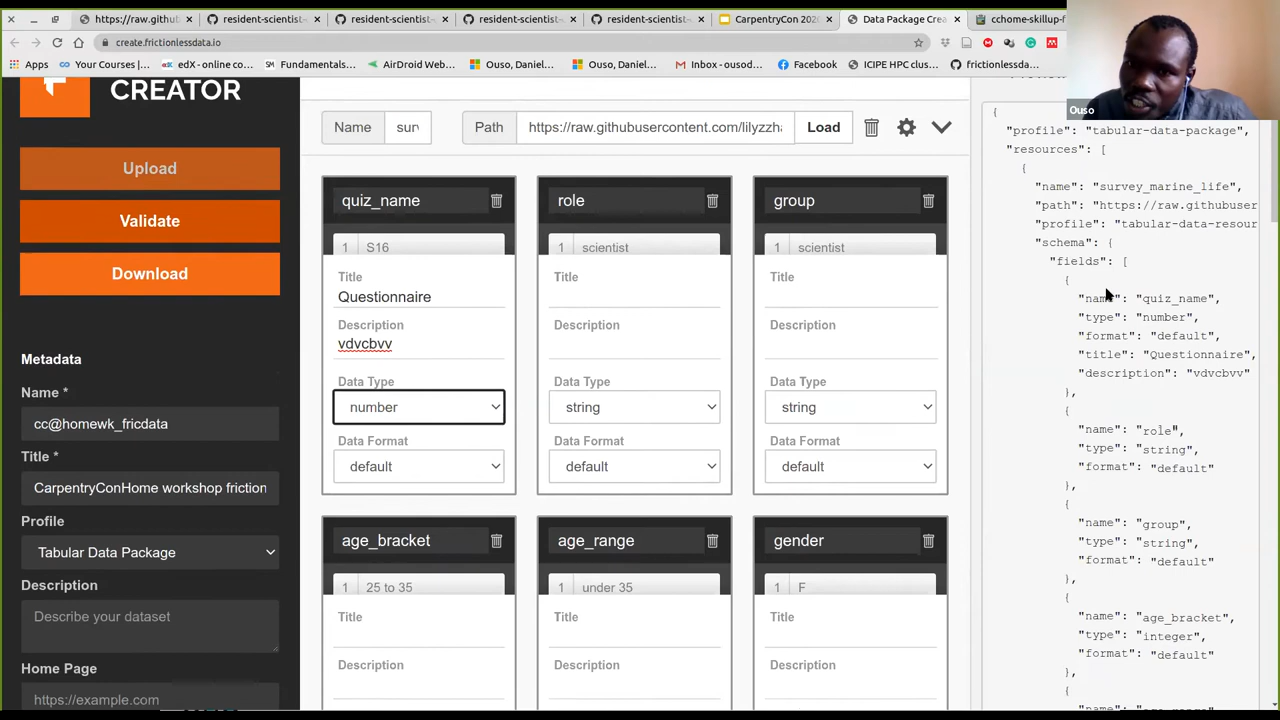 https://raw.githu
resident-scientist-
resident-scientist-
resident-scientist-
resident-scientist-
CarpentryCon 2020
Data Package Crea
cchome-skillup-f
create.frictionlessdata.io
Apps
Your Courses |...
edX - online co...
Fundamentals...
AirDroid Web...
Ouso, Daniel...
Ouso, Daniel...
Gmail - Inbox - ousod...
Facebook
ICIPE HPC clus...
frictionlessda...
Ouso
CREATOR
Upload
Validate
Download
Metadata
Name *
cc@homewk_fricdata
Title *
CarpentryConHome workshop friction
Profile
Tabular Data Package
Description
Describe your dataset
Home Page
https://example.com
Name
surv
Path
https://raw.githubusercontent.com/lilyzzha
Load
quiz_name
1 S16
Title
Questionnaire
Description
vdvcbvv
Data Type
number
Data Format
default
role
1 scientist
Title
Description
Data Type
string
Data Format
default
group
1 scientist
Title
Description
Data Type
string
Data Format
default
age_bracket
1 25 to 35
Title
Description
age_range
1 under 35
Title
Description
gender
1 F
Title
Description
{
"profile": "tabular-data-package",
"resources": [
{
"name": "survey_marine_life",
"path": "https://raw.githubuser
"profile": "tabular-data-resour
"schema": {
"fields": [
{
"name": "quiz_name",
"type": "number",
"format": "default",
"title": "Questionnaire",
"description": "vdvcbvv"
},
{
"name": "role",
"type": "string",
"format": "default"
},
{
"name": "group",
"type": "string",
"format": "default"
},
{
"name": "age_bracket",
"type": "integer",
"format": "default"
},
{